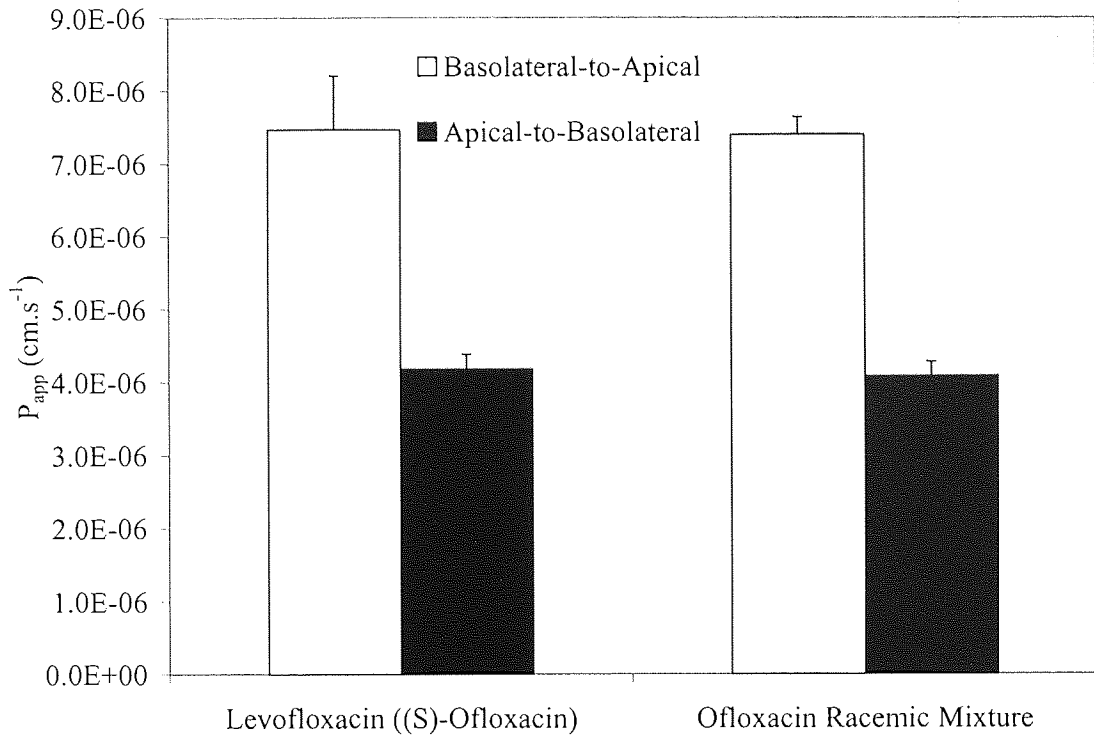 9.0E-06
8.0E-06
7.0E-06
6.0E-06
5.0E-06
4.0E-06
3.0E-06
2.0E-06
1.0E-06
0.0E+00
Papp (cm.s-1)
Basolateral-to-Apical
Apical-to-Basolateral
Levofloxacin ((S)-Ofloxacin)
Ofloxacin Racemic Mixture